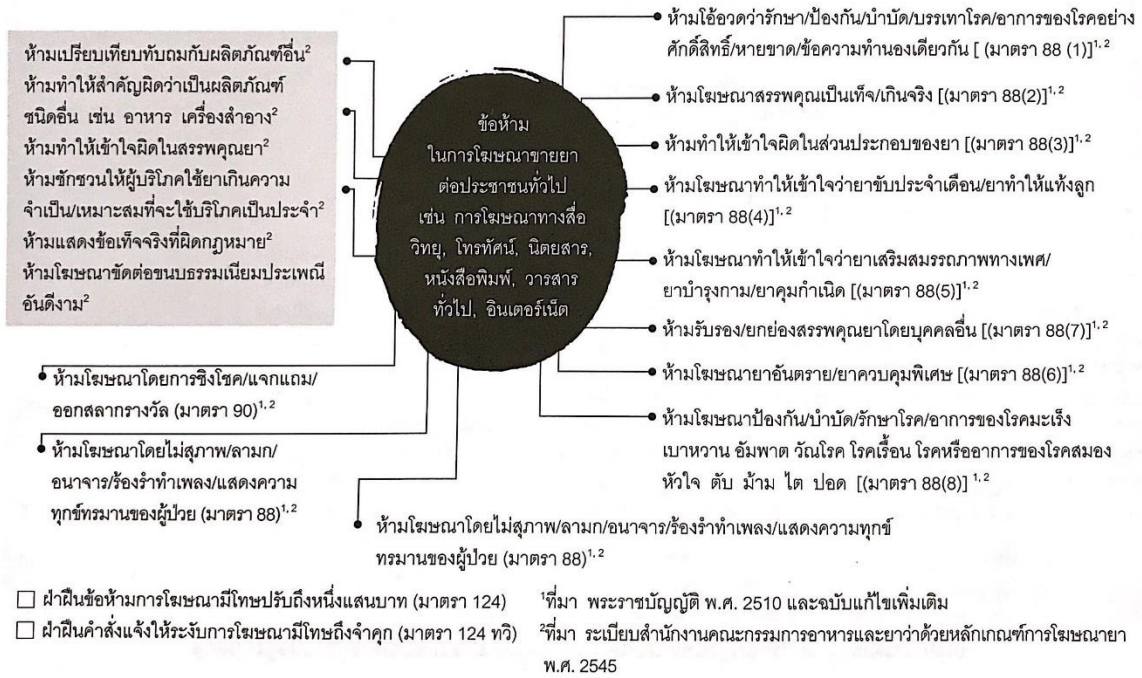 ห้ามเปรียบเทียบทับถมกับผลิตภัณฑ์อื่น²
ห้ามทำให้สำคัญผิดว่าเป็นผลิตภัณฑ์
ชนิดอื่น เช่น อาหาร เครื่องสำอาง²
ห้ามทำให้เข้าใจผิดในสรรพคุณยา²
ห้ามชักชวนให้ผู้บริโภคใช้ยาเกินความ
จำเป็น/เหมาะสมที่จะใช้บริโภคเป็นประจำ²
ห้ามแสดงข้อเท็จจริงที่ผิดกฎหมาย²
ห้ามโฆษณาขัดต่อขนบธรรมเนียมประเพณี
อันดีงาม²
ข้อห้าม
ในการโฆษณาขายยา
ต่อประชาชนทั่วไป
เช่น การโฆษณาทางสื่อ
วิทยุ, โทรทัศน์, นิตยสาร,
หนังสือพิมพ์, วารสาร
ทั่วไป, อินเตอร์เน็ต
ห้ามโอ้อวดว่ารักษา/ป้องกัน/บำบัด/บรรเทาโรค/อาการของโรคอย่าง
ศักดิ์สิทธิ์/หายขาด/ข้อความทำนองเดียวกัน [ (มาตรา 88 (1)]¹·²
ห้ามโฆษณาสรรพคุณเป็นเท็จ/เกินจริง [(มาตรา 88(2)]¹·²
ห้ามทำให้เข้าใจผิดในส่วนประกอบของยา [(มาตรา 88(3)]¹·²
ห้ามโฆษณาทำให้เข้าใจว่ายาขับประจำเดือน/ยาทำให้แท้งลูก
[(มาตรา 88(4)]¹·²
ห้ามโฆษณาทำให้เข้าใจว่ายาเสริมสมรรถภาพทางเพศ/
ยาบำรุงกาม/ยาคุมกำเนิด [(มาตรา 88(5)]¹·²
ห้ามรับรอง/ยกย่องสรรพคุณยาโดยบุคคลอื่น [(มาตรา 88(7)]¹·²
ห้ามโฆษณายาอันตราย/ยาควบคุมพิเศษ [(มาตรา 88(6)]¹·²
ห้ามโฆษณาป้องกัน/บำบัด/รักษาโรค/อาการของโรคมะเร็ง
เบาหวาน อัมพาต วัณโรค โรคเรื้อน โรคหรืออาการของโรคสมอง
หัวใจ ตับ ม้าม ไต ปอด [(มาตรา 88(8)] ¹·²
ห้ามโฆษณาโดยการชิงโชค/แจกแถม/
ออกสลากรางวัล (มาตรา 90)¹·²
ห้ามโฆษณาโดยไม่สุภาพ/ลามก/
อนาจาร/ร้องรำทำเพลง/แสดงความ
ทุกข์ทรมานของผู้ป่วย (มาตรา 88)¹·²
ห้ามโฆษณาโดยไม่สุภาพ/ลามก/อนาจาร/ร้องรำทำเพลง/แสดงความทุกข์
ทรมานของผู้ป่วย (มาตรา 88)¹·²
ฝ่าฝืนข้อห้ามการโฆษณามีโทษปรับถึงหนึ่งแสนบาท (มาตรา 124)
ฝ่าฝืนคำสั่งแจ้งให้ระงับการโฆษณามีโทษถึงจำคุก (มาตรา 124 ทวิ)
¹ที่มา พระราชบัญญัติ พ.ศ. 2510 และฉบับแก้ไขเพิ่มเติม
²ที่มา ระเบียบสำนักงานคณะกรรมการอาหารและยาว่าด้วยหลักเกณฑ์การโฆษณายา
พ.ศ. 2545